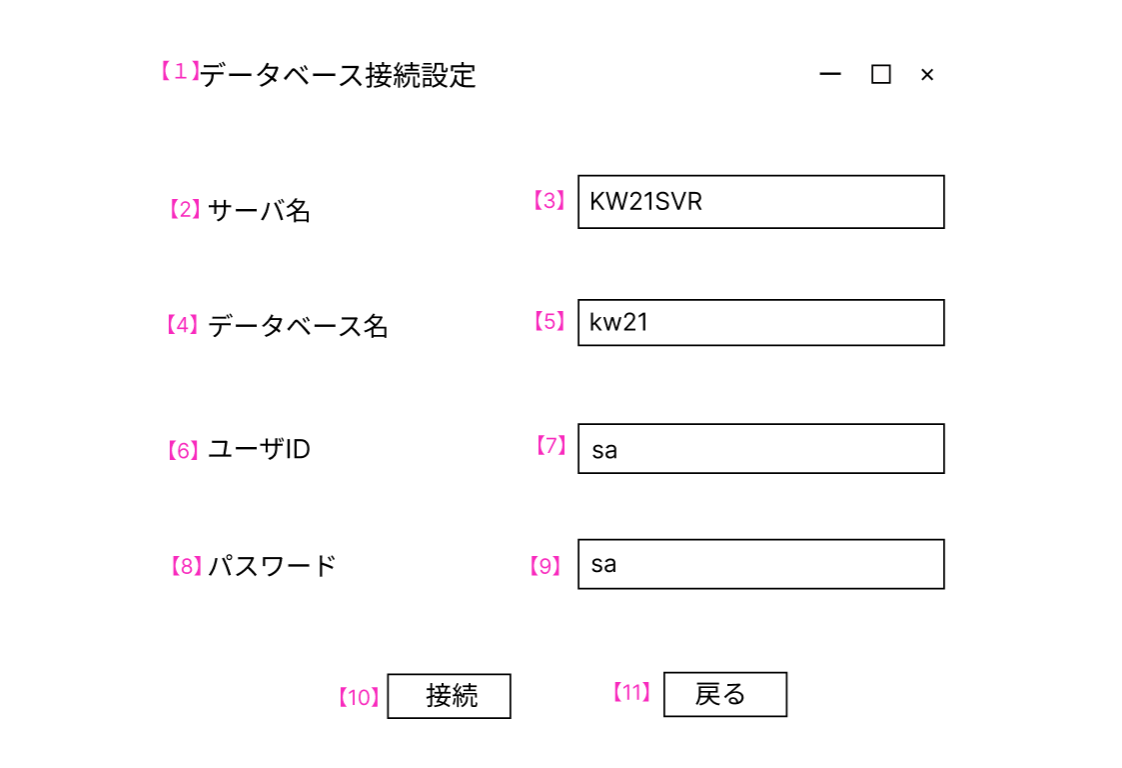 【１】データベース接続設定
【2】サーバ名 【3】KW21SVR
【4】データベース名 【5】kw21
【6】ユーザID 【7】sa
【8】パスワード 【9】sa
【10】接続 【11】戻る